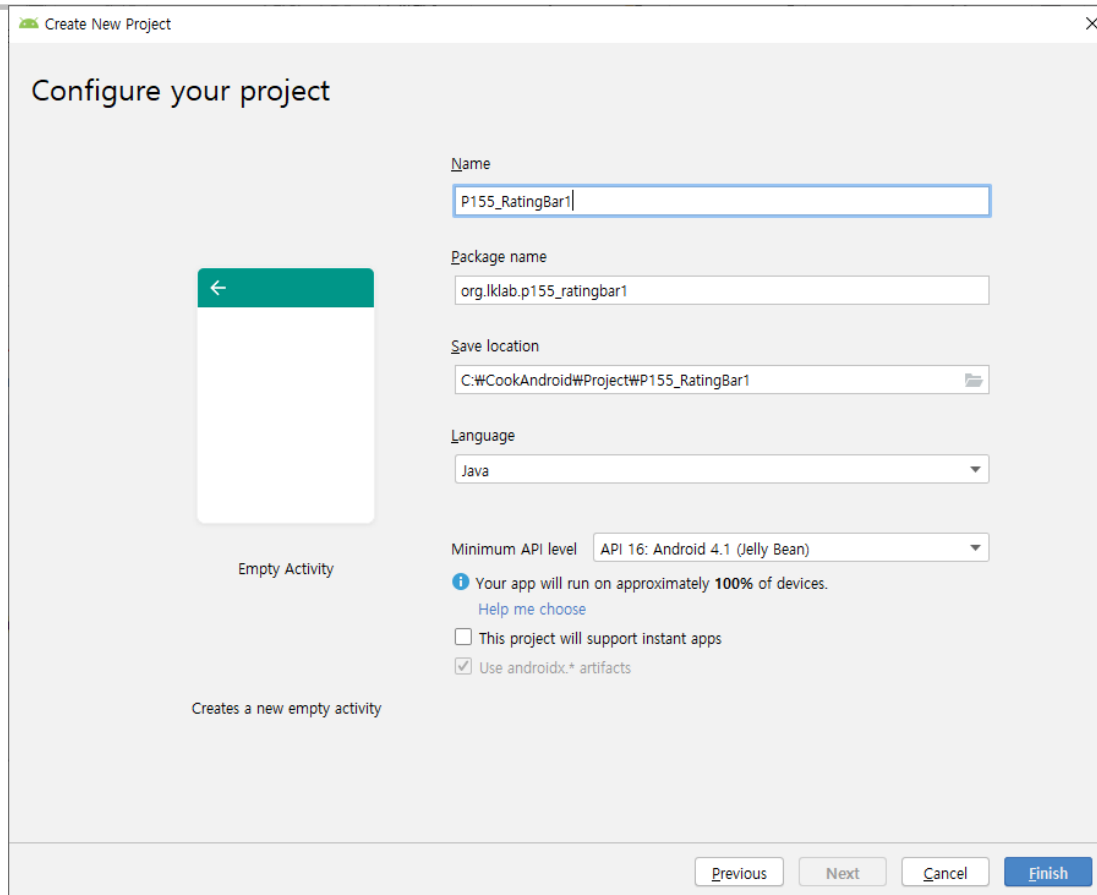 Create New Project
Configure your project
Name
P155_RatingBar1
Package name
org.lklab.p155_ratingbar1
Save location
C:₩CookAndroid₩Project₩P155_RatingBar1
Language
Java
Minimum API level API 16: Android 4.1 (Jelly Bean)
Empty Activity
Your app will run on approximately 100% of devices.
Help me choose
This project will support instant apps
Use androidx.* artifacts
Creates a new empty activity
Previous Next Cancel Finish